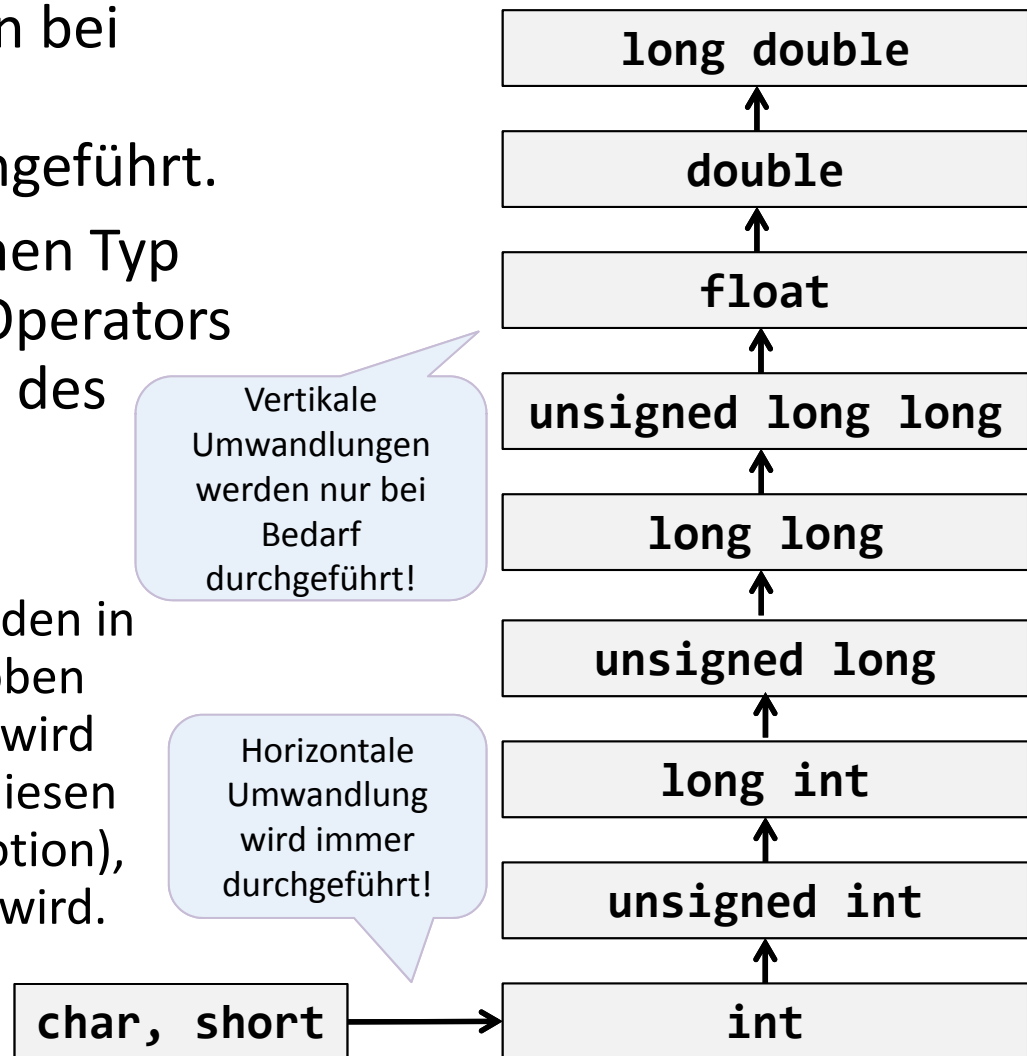 n bei
ngeführt.
nen Typ
Operators
des
den in
oben
wird
iesen
otion),
wird.
Vertikale
Umwandlungen
werden nur bei
Bedarf
durchgeführt!
Horizontale
Umwandlung
wird immer
durchgeführt!
long double
double
float
unsigned long long
long long
unsigned long
long int
unsigned int
char, short
int